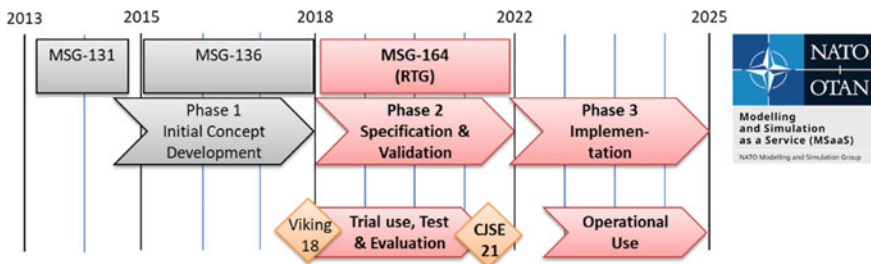 2013 2015 2018 2022 2025
MSG-131
MSG-136
MSG-164
(RTG)
Phase 1
Initial Concept
Development
Phase 2
Specification &
Validation
Phase 3
Implemen-
tation
Viking
18
Trial use, Test
& Evaluation
CJSE
21
Operational
Use
NATO
OTAN
Modelling
and Simulation
as a Service (MSaaS)
NATO Modelling and Simulation Group